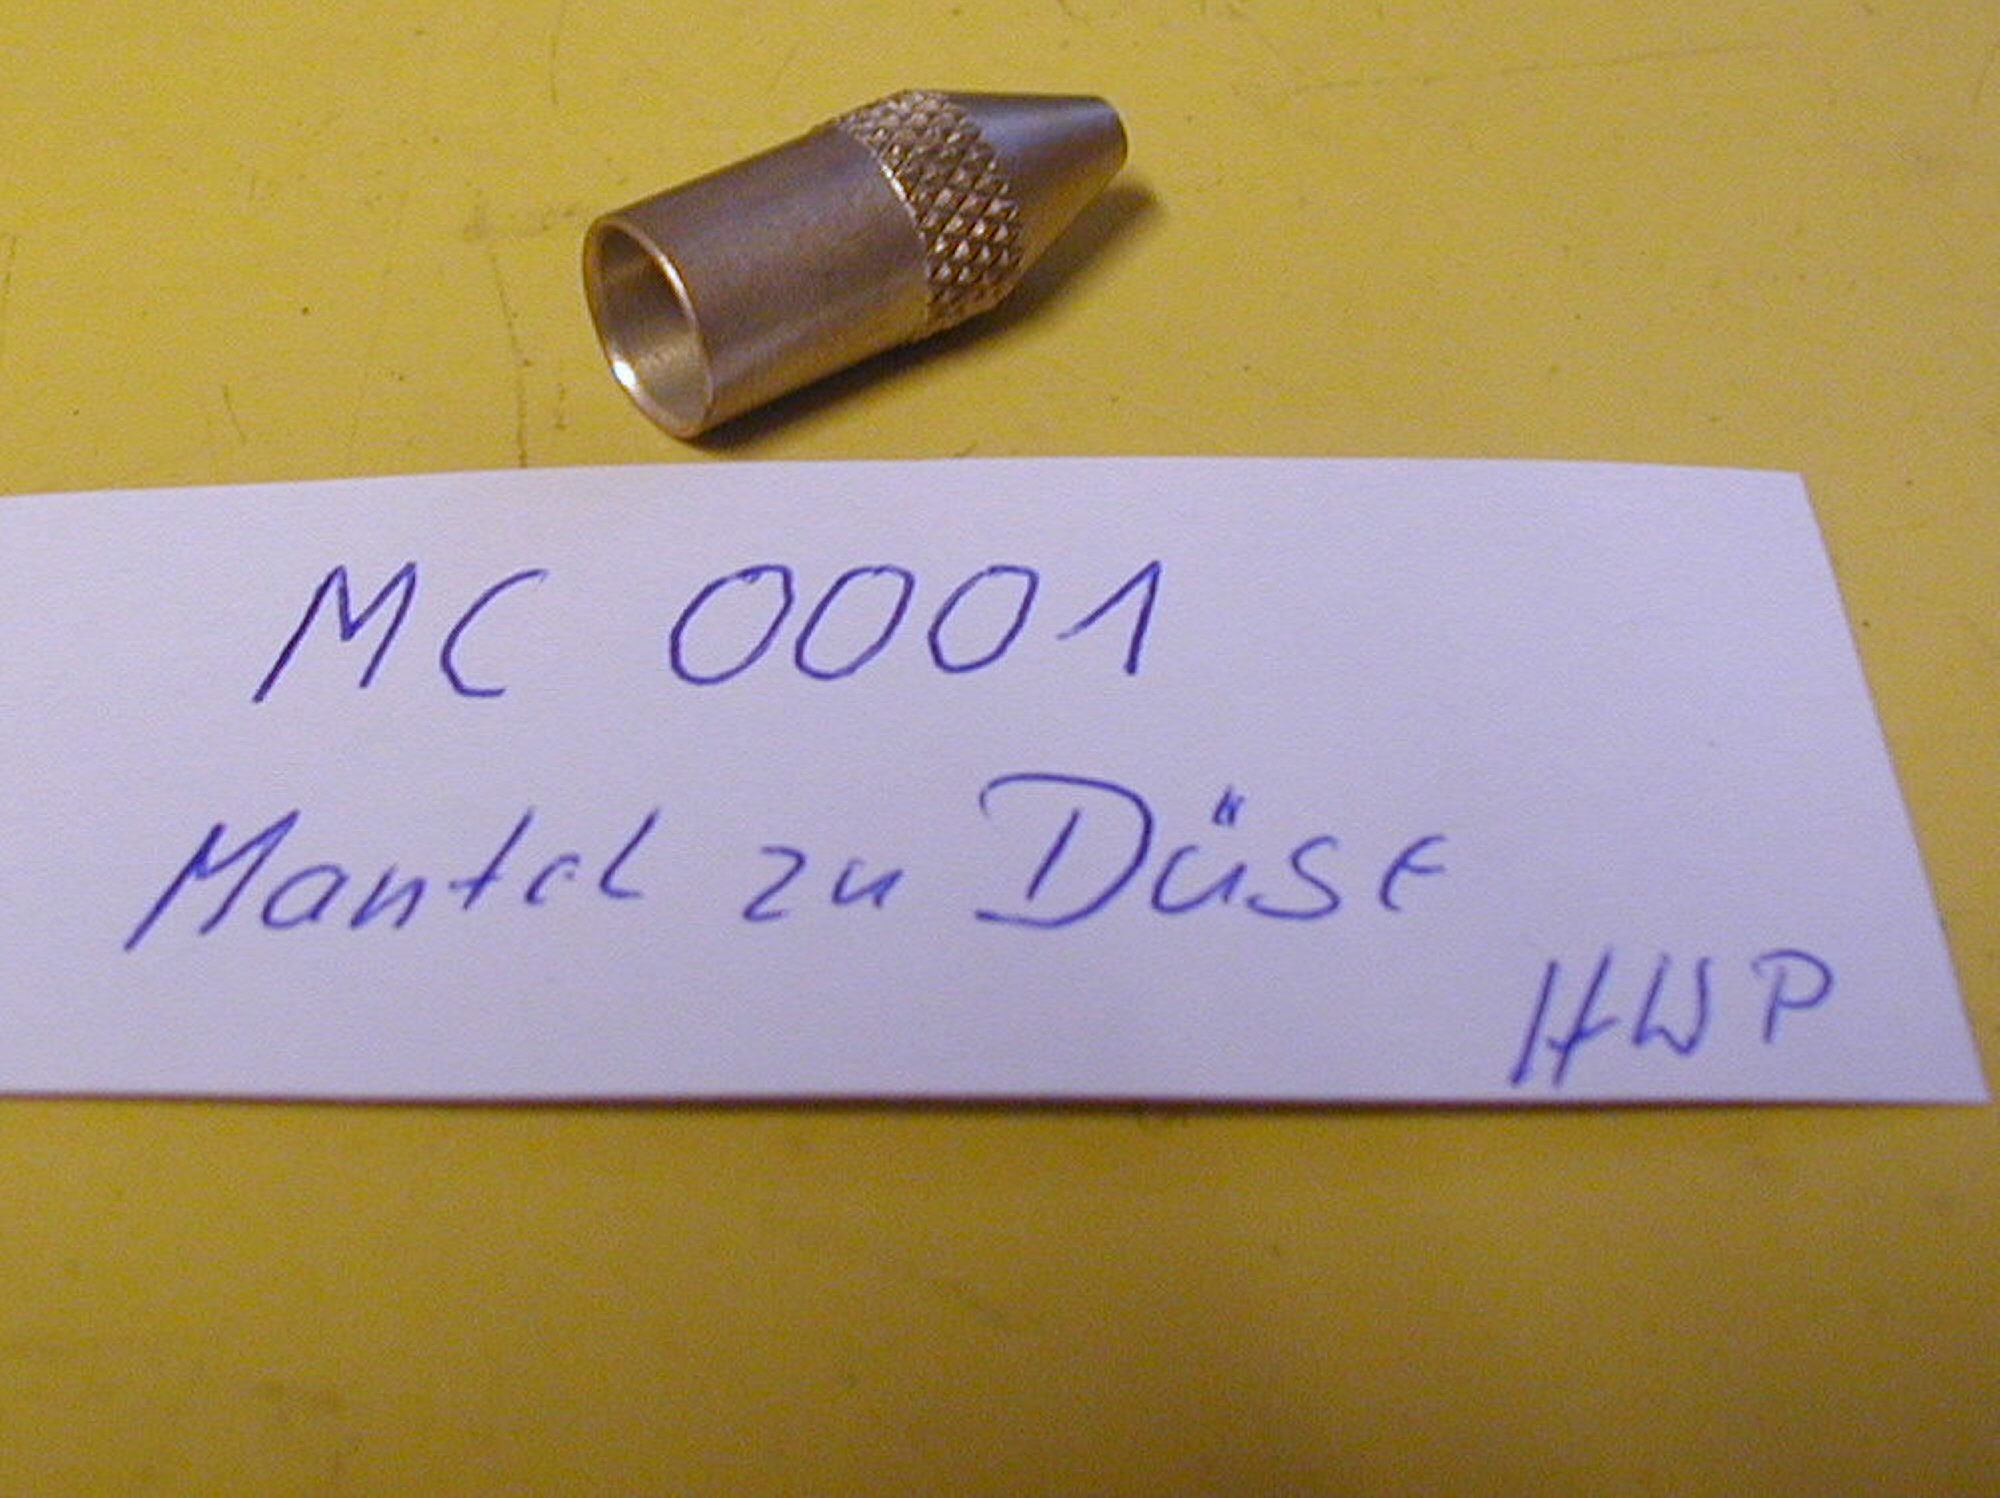 MC 0001
Mantel zu Düse
HWP